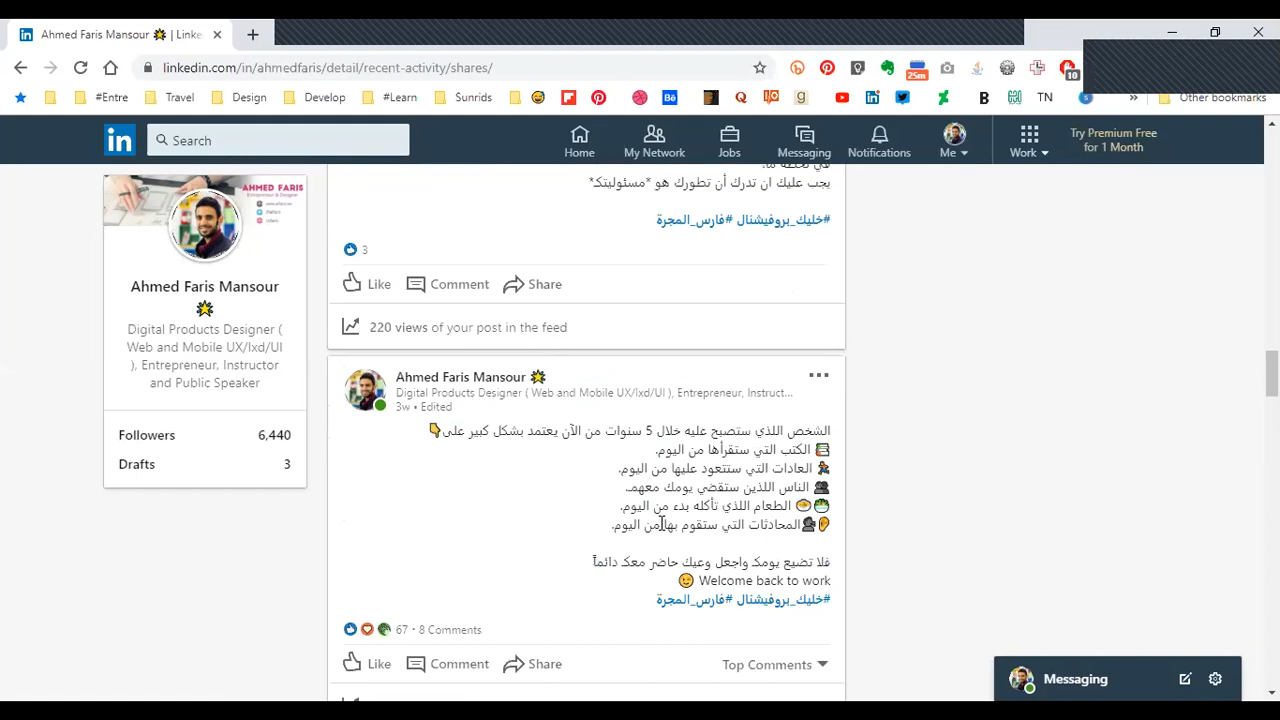 Ahmed Faris Mansour | Linke
linkedin.com/in/ahmedfaris/detail/recent-activity/shares/
25m
10
#Entre
Travel
Design
Develop
#Learn
Sunrids
TN
Other bookmarks
Search
Home
My Network
Jobs
Messaging
Notifications
Me
Work
Try Premium Free
for 1 Month
AHMED FARIS
Ahmed Faris Mansour
Digital Products Designer (
Web and Mobile UX/Ixd/UI
), Entrepreneur, Instructor
and Public Speaker
Followers 6,440
Drafts 3
يجب عليك ان تدرك أن تطورك هو *مسئوليتكـ*
#خليك_بروفيشنال #فارس_المجرة
3
Like
Comment
Share
220 views of your post in the feed
Ahmed Faris Mansour
Digital Products Designer ( Web and Mobile UX/Ixd/UI ), Entrepreneur, Instruct...
3w • Edited
الشخص اللذي ستصبح عليه خلال 5 سنوات من الآن يعتمد بشكل كبير على👇
📚 الكتب التي ستقرأها من اليوم.
🏃 العادات التي ستتعود عليها من اليوم.
👥 الناس اللذين ستقضي يومك معهمـ.
🥗🍲 الطعام اللذي تأكله بدء من اليوم.
👂🗣المحادثات التي ستقوم بها من اليوم.
فلا تضيع يومكـ واجعل وعيك حاضر معكـ دائماً
😉 Welcome back to work
#خليك_بروفيشنال #فارس_المجرة
67 • 8 Comments
Like
Comment
Share
Top Comments
Messaging